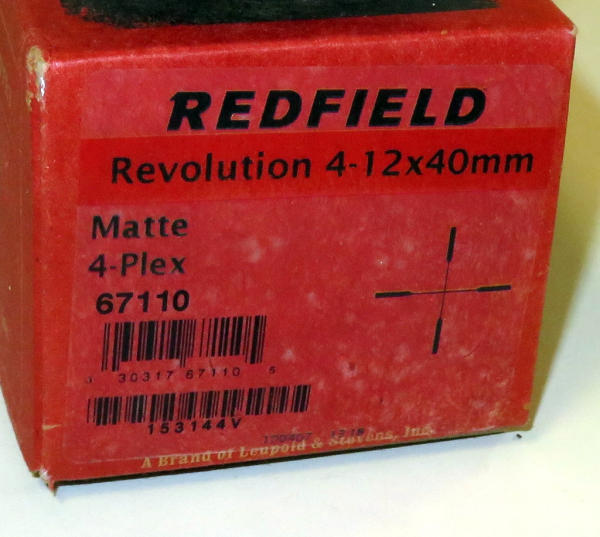 REDFIELD
Revolution 4-12x40mm
Matte
4-Plex
67110
30317 67110 5
153144V
A Brand of Leupold & Stevens, Inc.